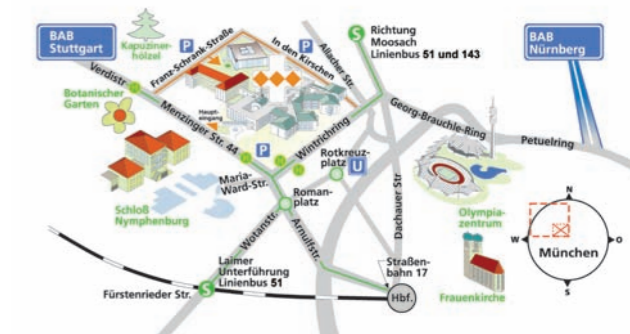 BAB
Stuttgart
Kapuziner-
hölzel
P
Franz-Schrank-Straße
P
In den Kirschen
P
Allacher Str.
S
Richtung
Moosach
Linienbus 51 und 143
BAB
Nürnberg
Verdistr.
Botanischer
Garten
H
Menzinger Str. 44
Haupt-
eingang
Wintrichring
Georg-Brauchle-Ring
Petuelring
H
P
H
H
Rotkreuz-
platz
U
Maria-
Ward-Str.
Roman-
platz
Schloß
Nymphenburg
Wotanstr.
Arnulfstr.
Dachauer Str
Olympia-
zentrum
N
W
O
S
München
Laimer
Unterführung
Linienbus 51
Straßen-
bahn 17
Fürstenrieder Str.
S
Hbf.
Frauenkirche